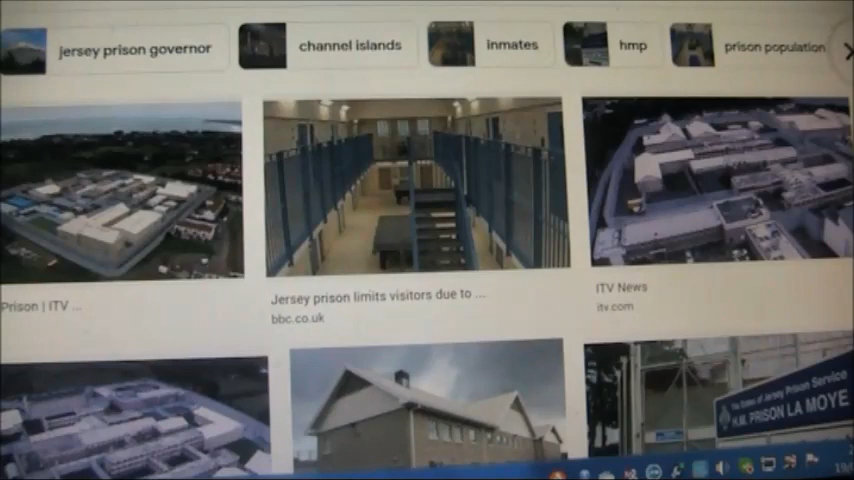 jersey prison governor
channel islands
inmates
hmp
prison population
Prison | ITV ...
Jersey prison limits visitors due to ...
bbc.co.uk
ITV News
itv.com
The States of Jersey Prison Service
H.M. PRISON LA MOYE